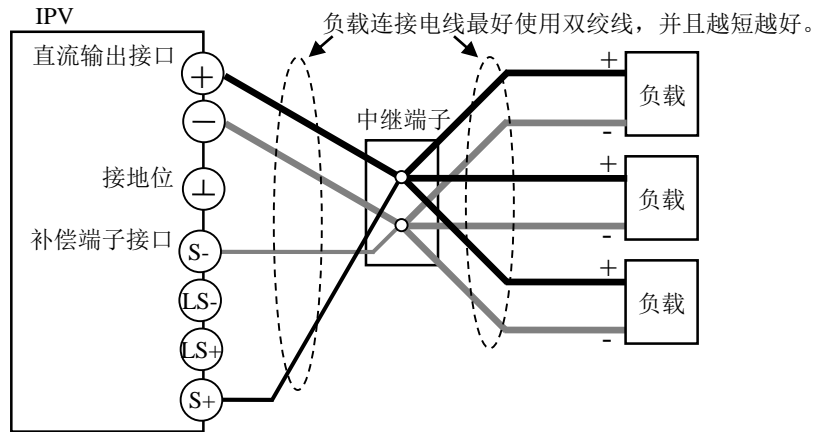 IPV
负载连接电线最好使用双绞线，并且越短越好。
直流输出接口
+
−
接地位
⊥
补偿端子接口
S-
LS-
LS+
S+
中继端子
+
负载
-
+
负载
-
+
负载
-